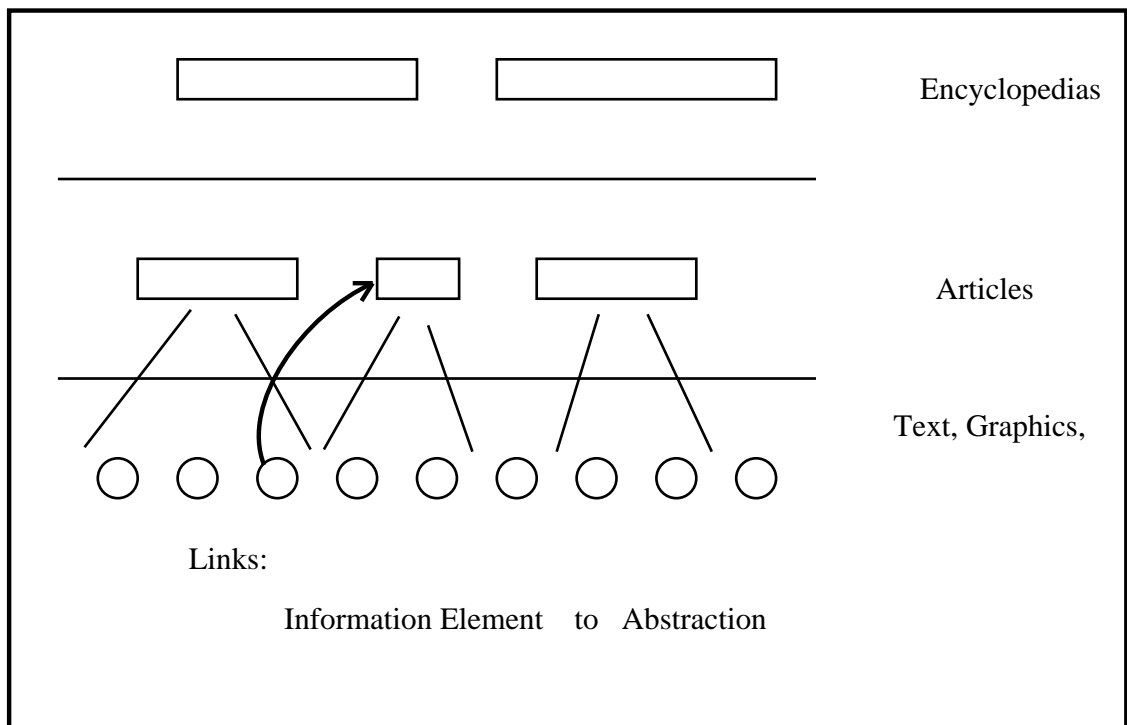 Encyclopedias
Articles
Text, Graphics,
Links:
Information Element to Abstraction